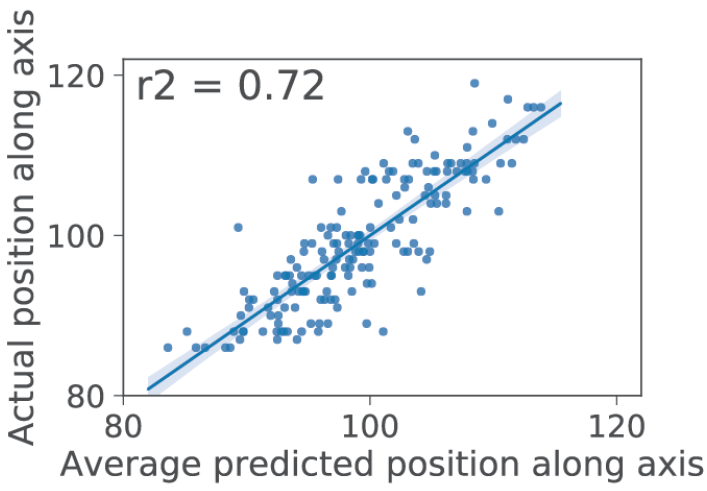 Actual position along axis
120
100
80
r2 = 0.72
80 100 120
Average predicted position along axis